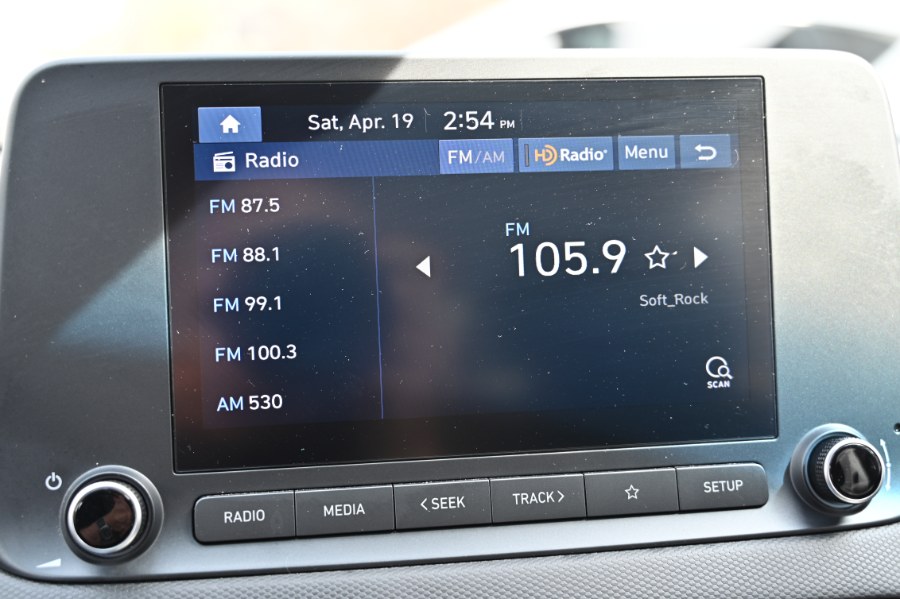 Sat, Apr. 19 2:54 PM
Radio FM/AM HD Radio Menu
FM 87.5
FM 88.1
FM 99.1
FM 100.3
AM 530
FM
105.9
Soft_Rock
SCAN
RADIO MEDIA <SEEK TRACK> SETUP